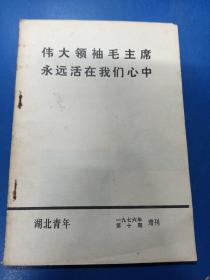 伟大领袖毛主席
永远活在我们心中
湖北青年
一九七六年
第十期
增刊